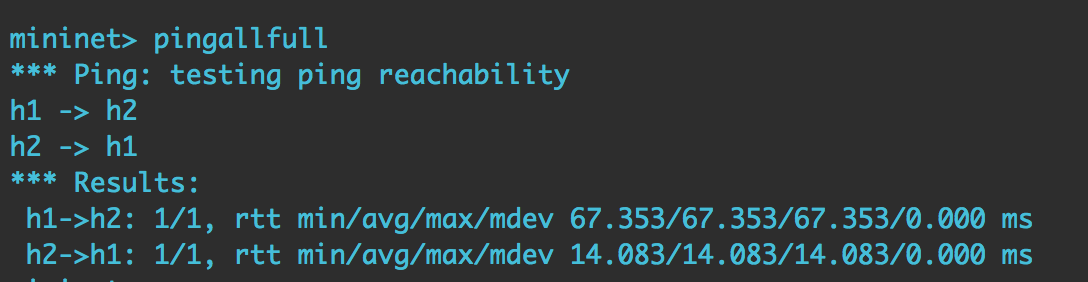 mininet> pingallfull
*** Ping: testing ping reachability
h1 -> h2
h2 -> h1
*** Results:
 h1->h2: 1/1, rtt min/avg/max/mdev 67.353/67.353/67.353/0.000 ms
 h2->h1: 1/1, rtt min/avg/max/mdev 14.083/14.083/14.083/0.000 ms